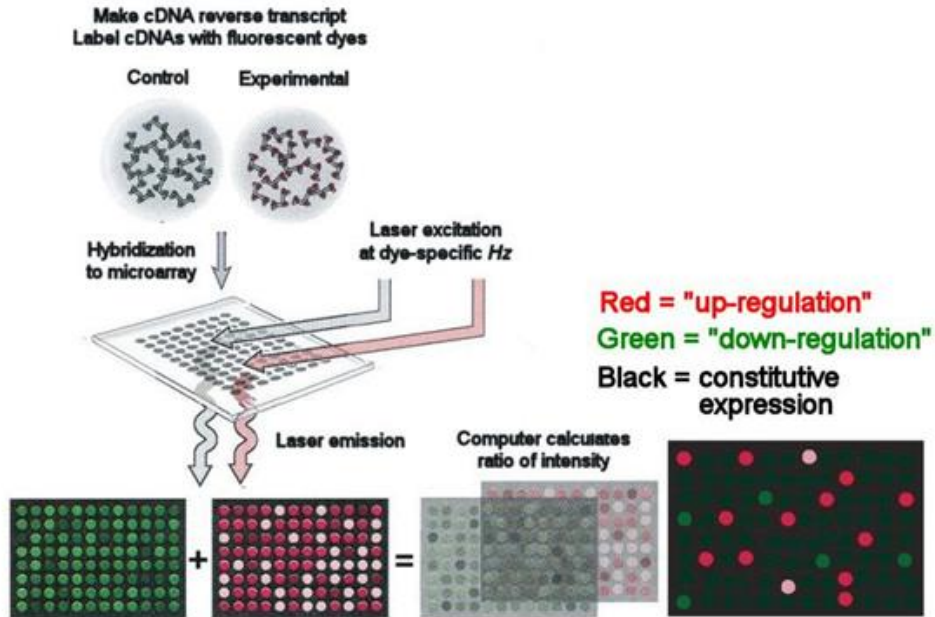 Make cDNA reverse transcript
Label cDNAs with fluorescent dyes
Control
Experimental
Hybridization
to microarray
Laser excitation
at dye-specific Hz
Red = "up-regulation"
Green = "down-regulation"
Black = constitutive
expression
Laser emission
Computer calculates
ratio of intensity
+
=